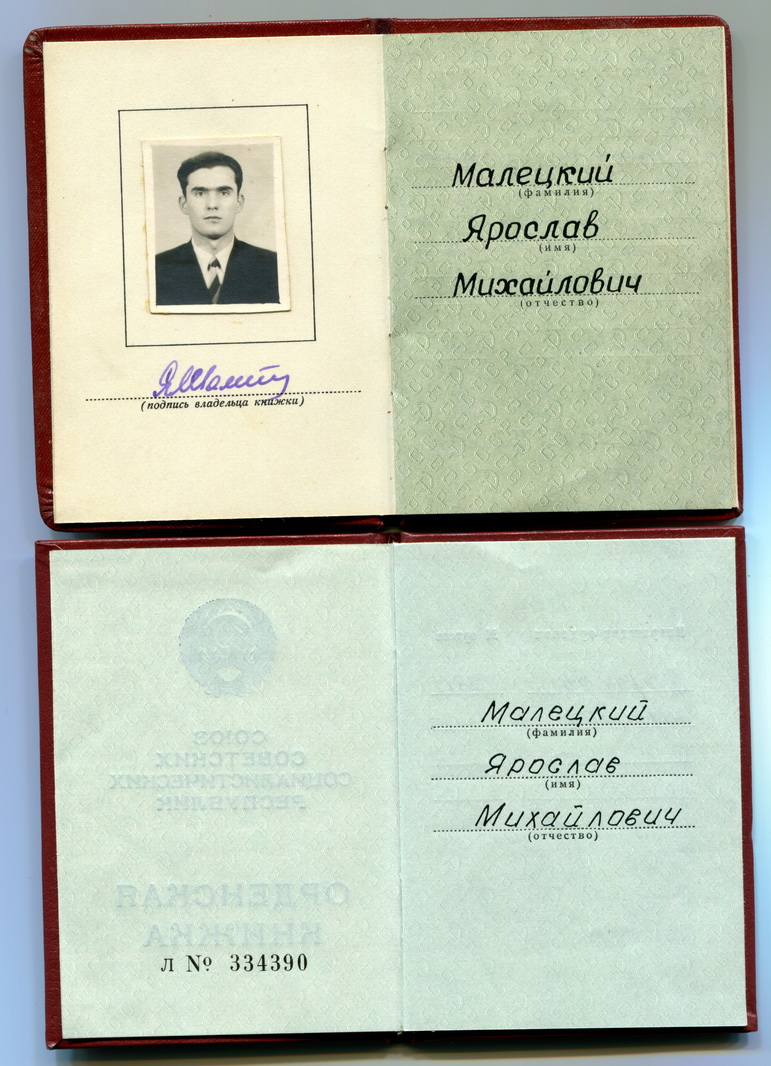 Малецкий
(фамилия)
Ярослав
(имя)
Михайлович
(отчество)
(подпись владельца книжки)
СОЮЗ
СОВЕТСКИХ
СОЦИАЛИСТИЧЕСКИХ
РЕСПУБЛИК
ОРДЕНСКАЯ
КНИЖКА
Л № 334390
Малецкий
(фамилия)
Ярослав
(имя)
Михайлович
(отчество)